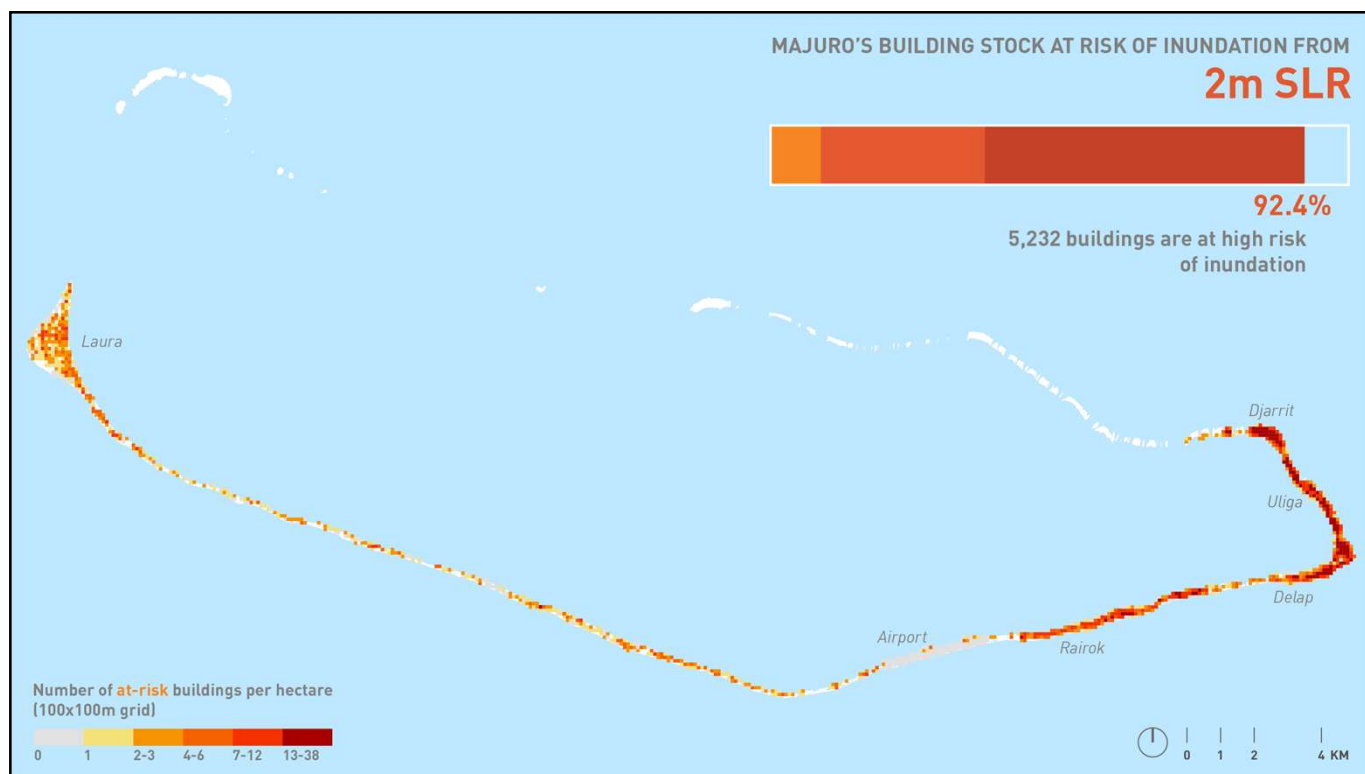 MAJURO'S BUILDING STOCK AT RISK OF INUNDATION FROM
2m SLR
92.4%
5,232 buildings are at high risk
of inundation
Laura
Djarrit
Uliga
Delap
Airport
Rairok
Number of at-risk buildings per hectare
(100x100m grid)
0 1 2-3 4-6 7-12 13-38
0 1 2 4 KM